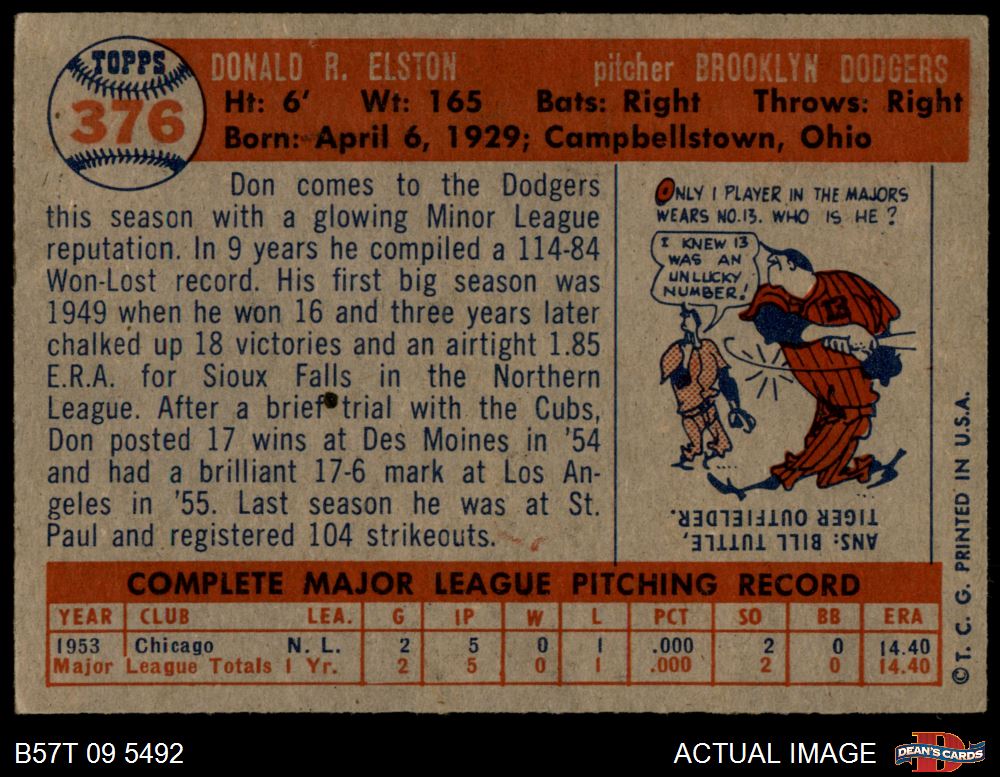 TOPPS
376
DONALD R. ELSTON pitcher BROOKLYN DODGERS
Ht: 6' Wt: 165 Bats: Right Throws: Right
Born: April 6, 1929; Campbellstown, Ohio
Don comes to the Dodgers
this season with a glowing Minor League
reputation. In 9 years he compiled a 114-84
Won-Lost record. His first big season was
1949 when he won 16 and three years later
chalked up 18 victories and an airtight 1.85
E.R.A. for Sioux Falls in the Northern
League. After a brief trial with the Cubs,
Don posted 17 wins at Des Moines in '54
and had a brilliant 17-6 mark at Los An-
geles in '55. Last season he was at St.
Paul and registered 104 strikeouts.
ONLY 1 PLAYER IN THE MAJORS
WEARS NO.13. WHO IS HE?
I KNEW 13
WAS AN
UNLUCKY
NUMBER!
13
ANS: BILL TUTTLE,
TIGER OUTFIELDER.
COMPLETE MAJOR LEAGUE PITCHING RECORD
YEAR CLUB LEA. G IP W L PCT SO BB ERA
1953 Chicago N. L. 2 5 0 1 .000 2 0 14.40
Major League Totals 1 Yr. 2 5 0 1 .000 2 0 14.40
© T. C. G. PRINTED IN U.S.A.
B57T 09 5492 ACTUAL IMAGE
D
DEAN'S CARDS